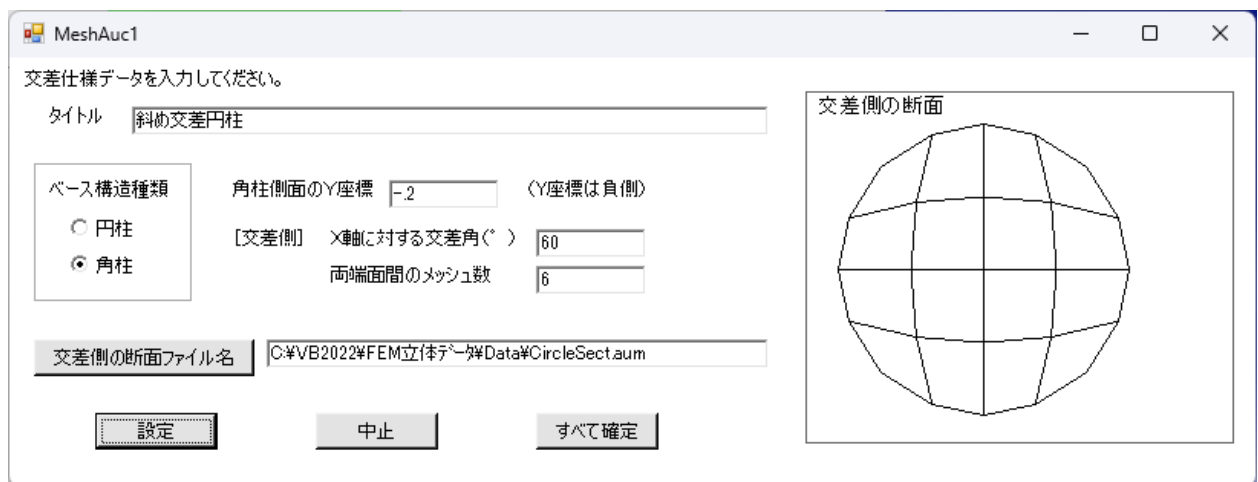 MeshAuc1
交差仕様データを入力してください。
タイトル 斜め交差円柱
交差側の断面
ベース構造種類
円柱
角柱
角柱側面のY座標 -.2 (Y座標は負側)
[交差側] X軸に対する交差角(° ) 60
両端面間のメッシュ数 6
交差側の断面ファイル名 C:¥VB2022¥FEM立体データ¥Data¥CircleSect.aum
設定 中止 すべて確定